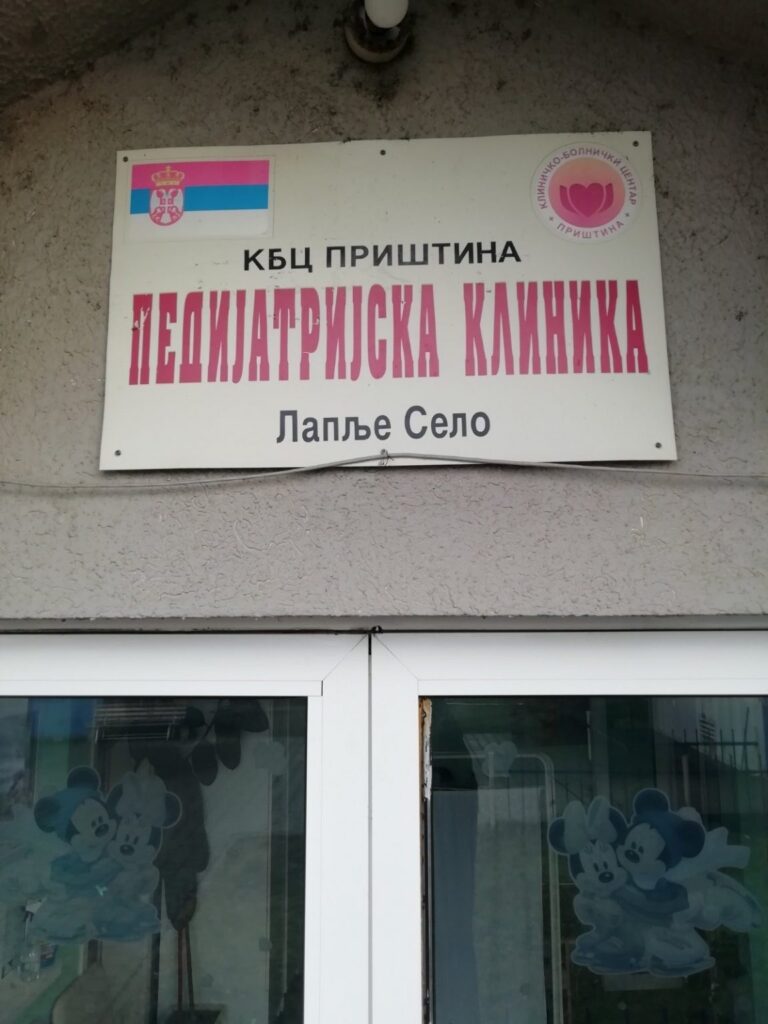 КЛИНИЧКО-БОЛНИЧКИ ЦЕНТАР
ПРИШТИНА
КБЦ ПРИШТИНА
ПЕДИЈАТРИЈСКА КЛИНИКА
Лапље Село